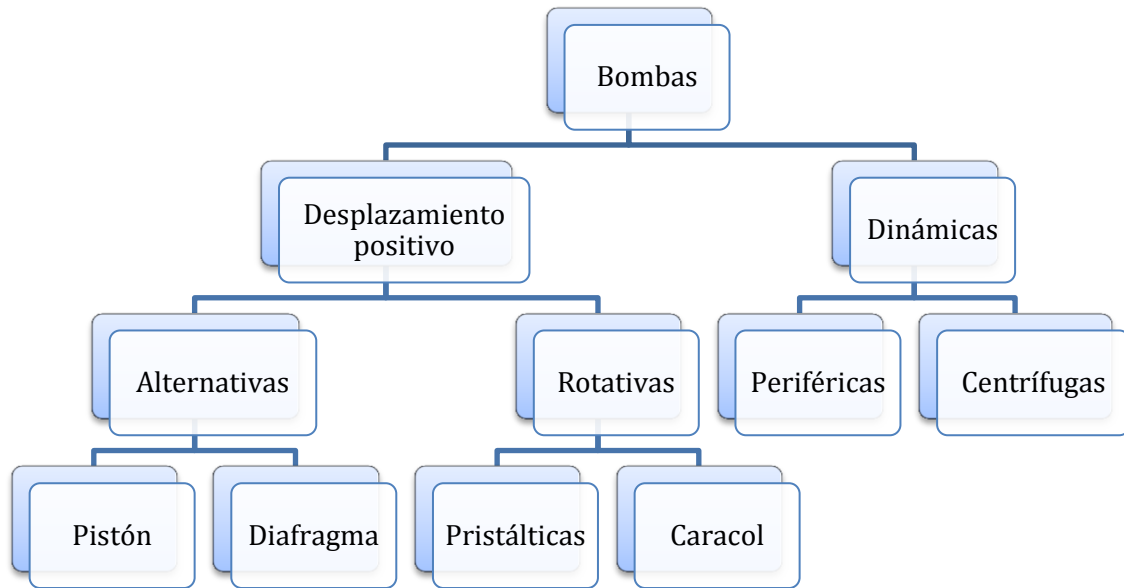 Bombas
Desplazamiento
positivo
Dinámicas
Alternativas
Rotativas
Periféricas
Centrífugas
Pistón
Diafragma
Pristálticas
Caracol